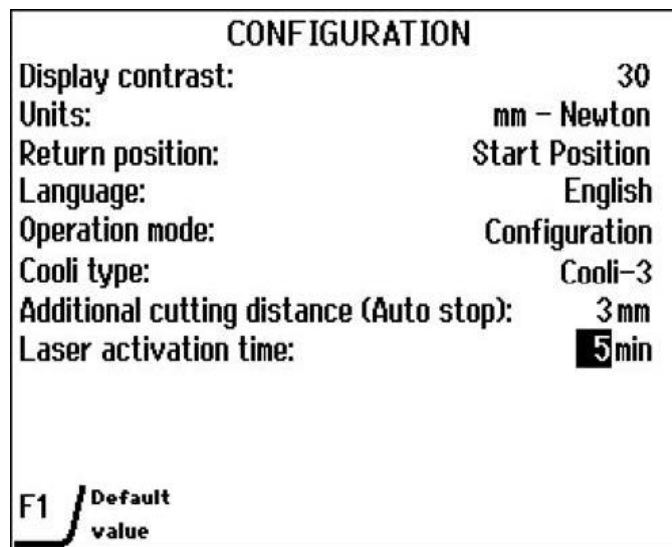 CONFIGURATION
Display contrast: 30
Units: mm - Newton
Return position: Start Position
Language: English
Operation mode: Configuration
Cooli type: Cooli-3
Additional cutting distance (Auto stop): 3 mm
Laser activation time: 5 min
F1 Default
value